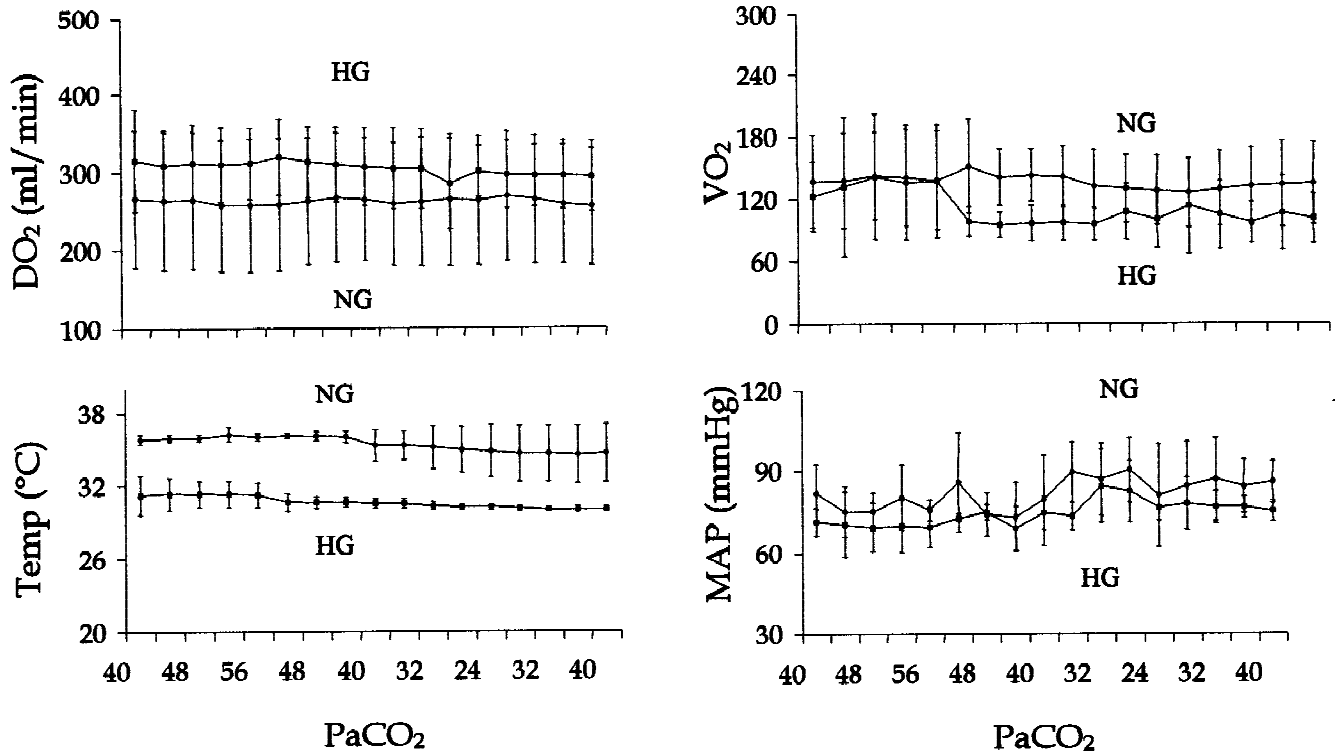 500
400
300
200
100
DO₂ (ml/min)
HG
NG
300
240
180
120
60
0
VO₂
NG
HG
38
32
26
20
Temp (°C)
NG
HG
40 48 56 48 40 32 24 32 40
PaCO₂
120
90
60
30
MAP (mmHg)
NG
HG
40 48 56 48 40 32 24 32 40
PaCO₂